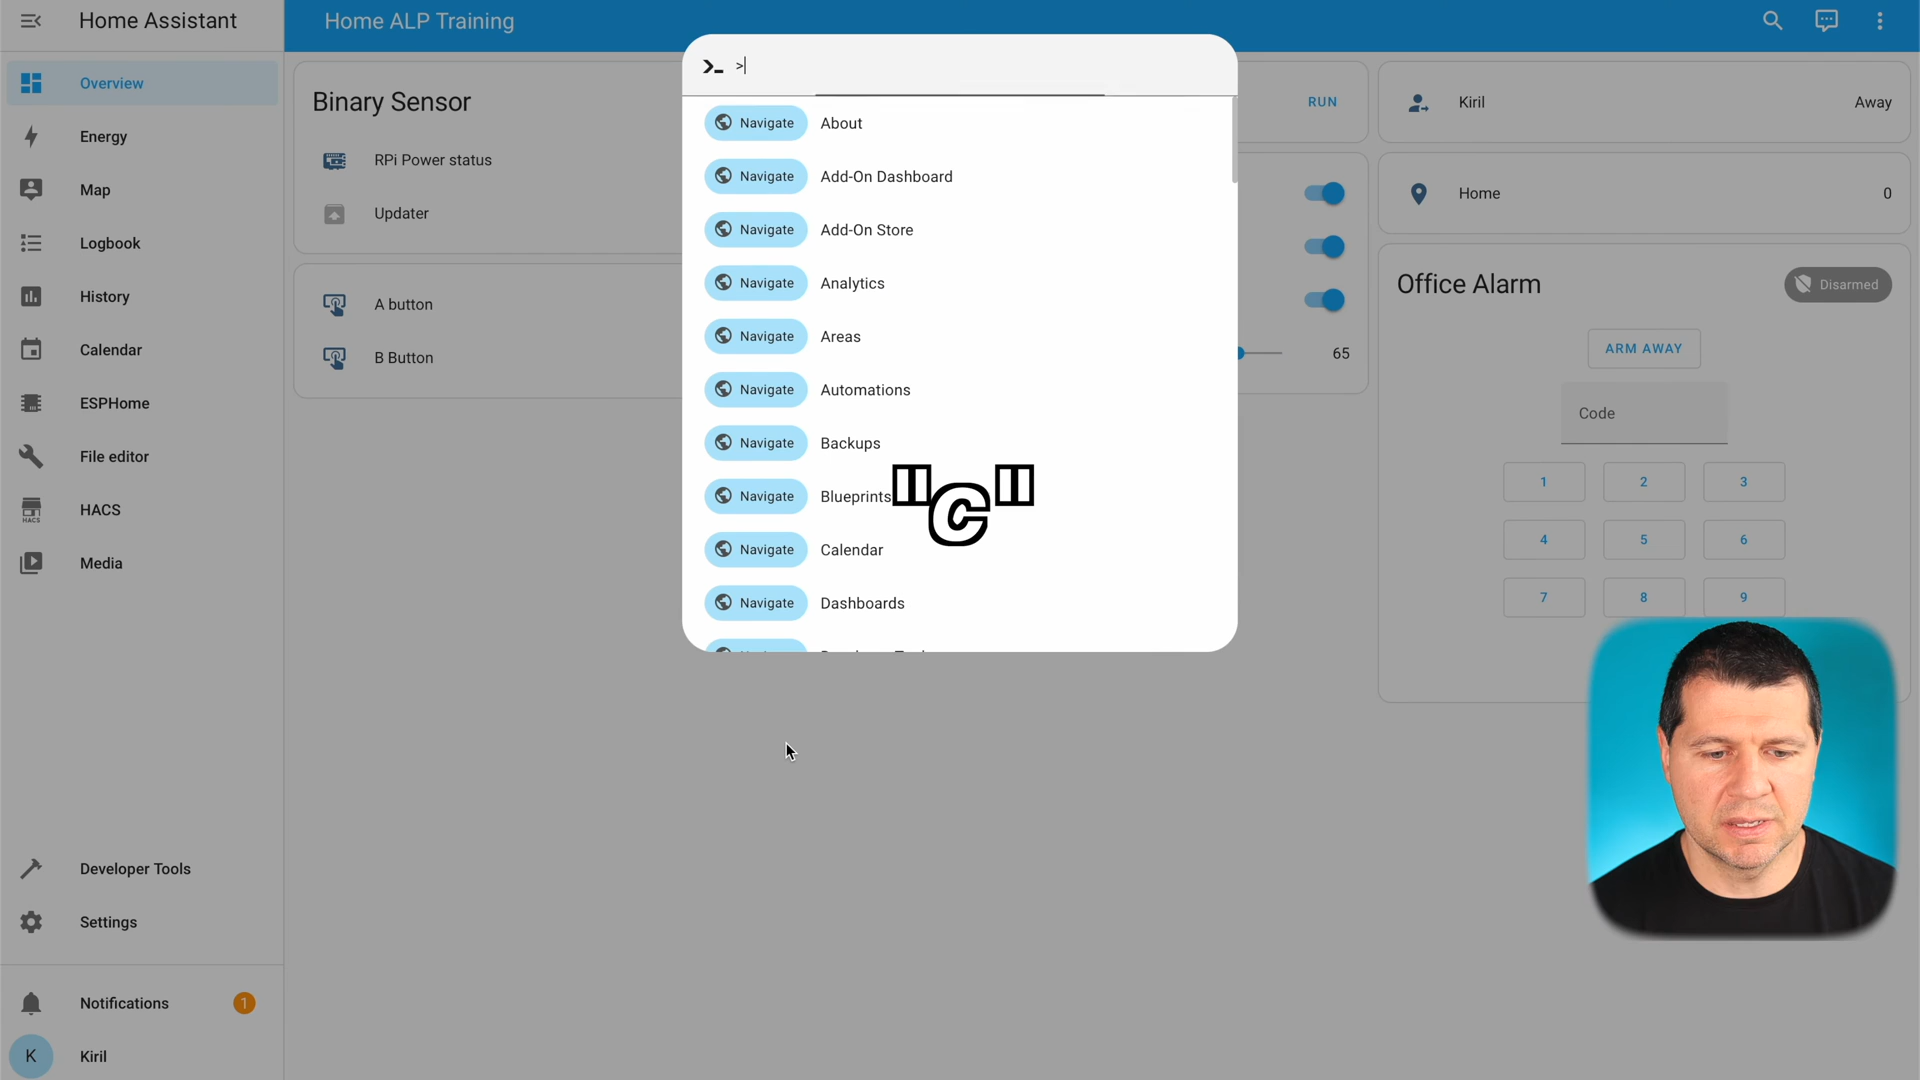 Home Assistant
Home ALP Training
>
Overview
Energy
Map
Logbook
History
Calendar
ESPHome
File editor
HACS
HACS
Media
Developer Tools
Settings
Notifications
1
K
Kiril
Binary Sensor
RPi Power status
Updater
A button
B Button
Navigate About
Navigate Add-On Dashboard
Navigate Add-On Store
Navigate Analytics
Navigate Areas
Navigate Automations
Navigate Backups
Navigate Blueprints
Navigate Calendar
Navigate Dashboards
"C"
RUN
65
Kiril
Away
Home
0
Office Alarm
Disarmed
ARM AWAY
Code
1 2 3
4 5 6
7 8 9